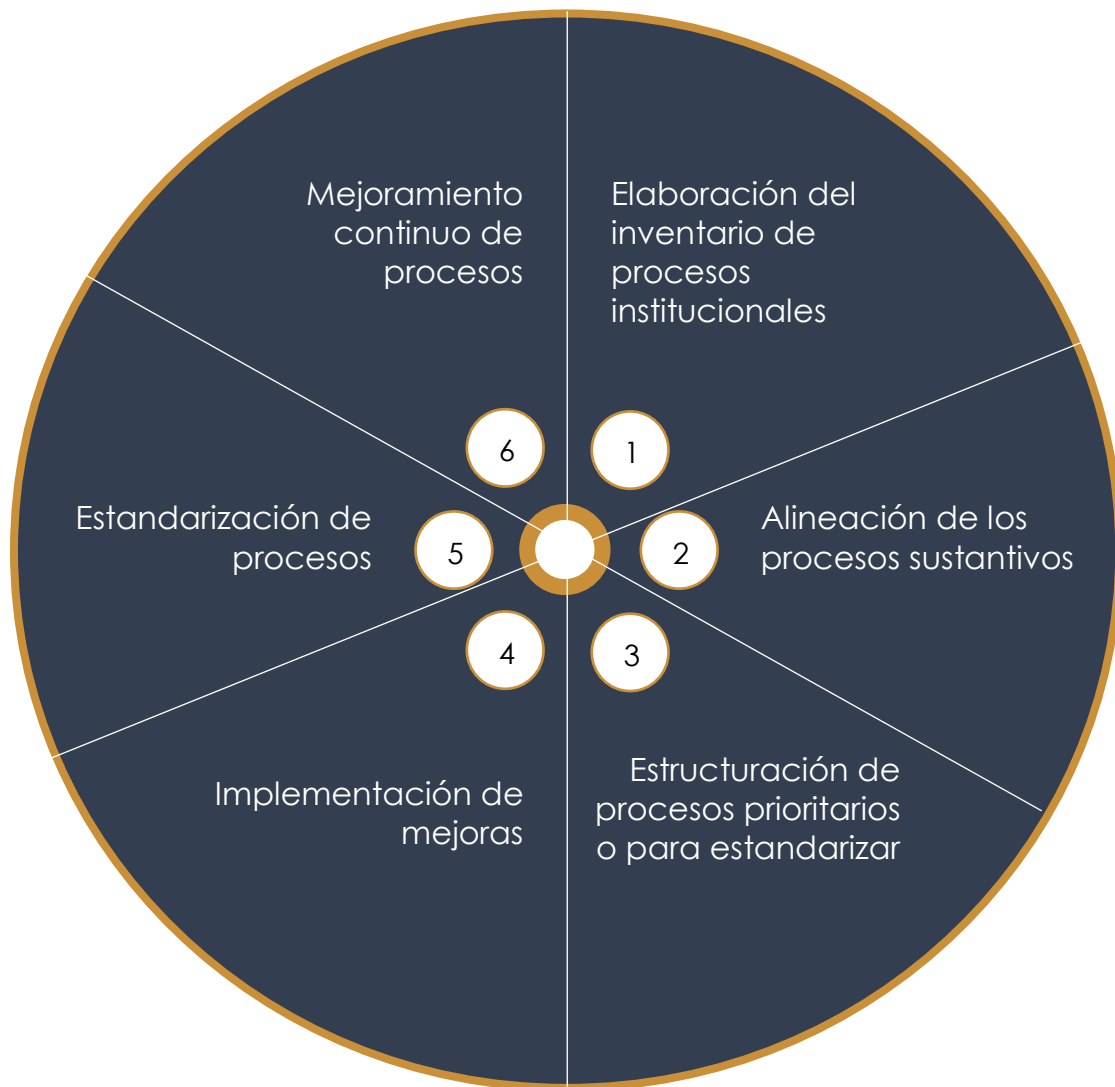 1
Elaboración del
inventario de
procesos
institucionales
2
Alineación de los
procesos sustantivos
3
Estructuración de
procesos prioritarios
o para estandarizar
4
Implementación de
mejoras
5
Estandarización de
procesos
6
Mejoramiento
continuo de
procesos